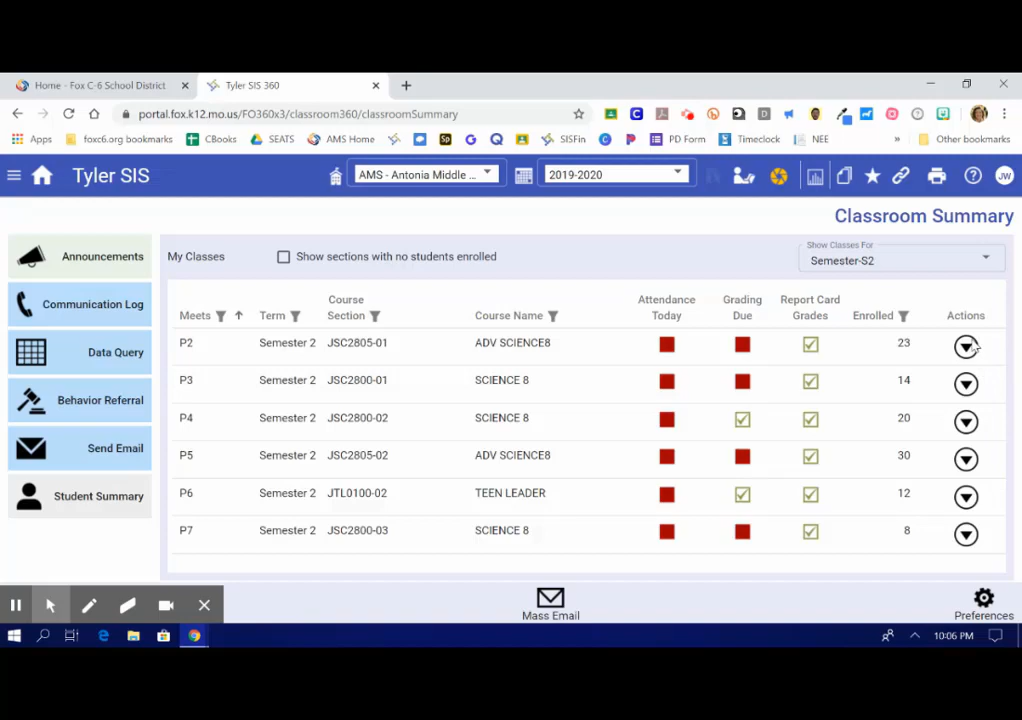 Home - Fox C-6 School District
Tyler SIS 360
portal.fox.k12.mo.us/FO360x3/classroom360/classroomSummary
Apps foxc6.org bookmarks CBooks SEATS AMS Home SISFin PD Form Timeclock NEE » Other bookmarks
Tyler SIS
AMS - Antonia Middle ...
2019-2020
JW
Classroom Summary
Announcements
Communication Log
Data Query
Behavior Referral
Send Email
Student Summary
My Classes
Show sections with no students enrolled
Show Classes For
Semester-S2
Meets Term Course Section Course Name Attendance Today Grading Due Report Card Grades Enrolled Actions
P2 Semester 2 JSC2805-01 ADV SCIENCE8 23
P3 Semester 2 JSC2800-01 SCIENCE 8 14
P4 Semester 2 JSC2800-02 SCIENCE 8 20
P5 Semester 2 JSC2805-02 ADV SCIENCE8 30
P6 Semester 2 JTL0100-02 TEEN LEADER 12
P7 Semester 2 JSC2800-03 SCIENCE 8 8
Mass Email
Preferences
10:06 PM